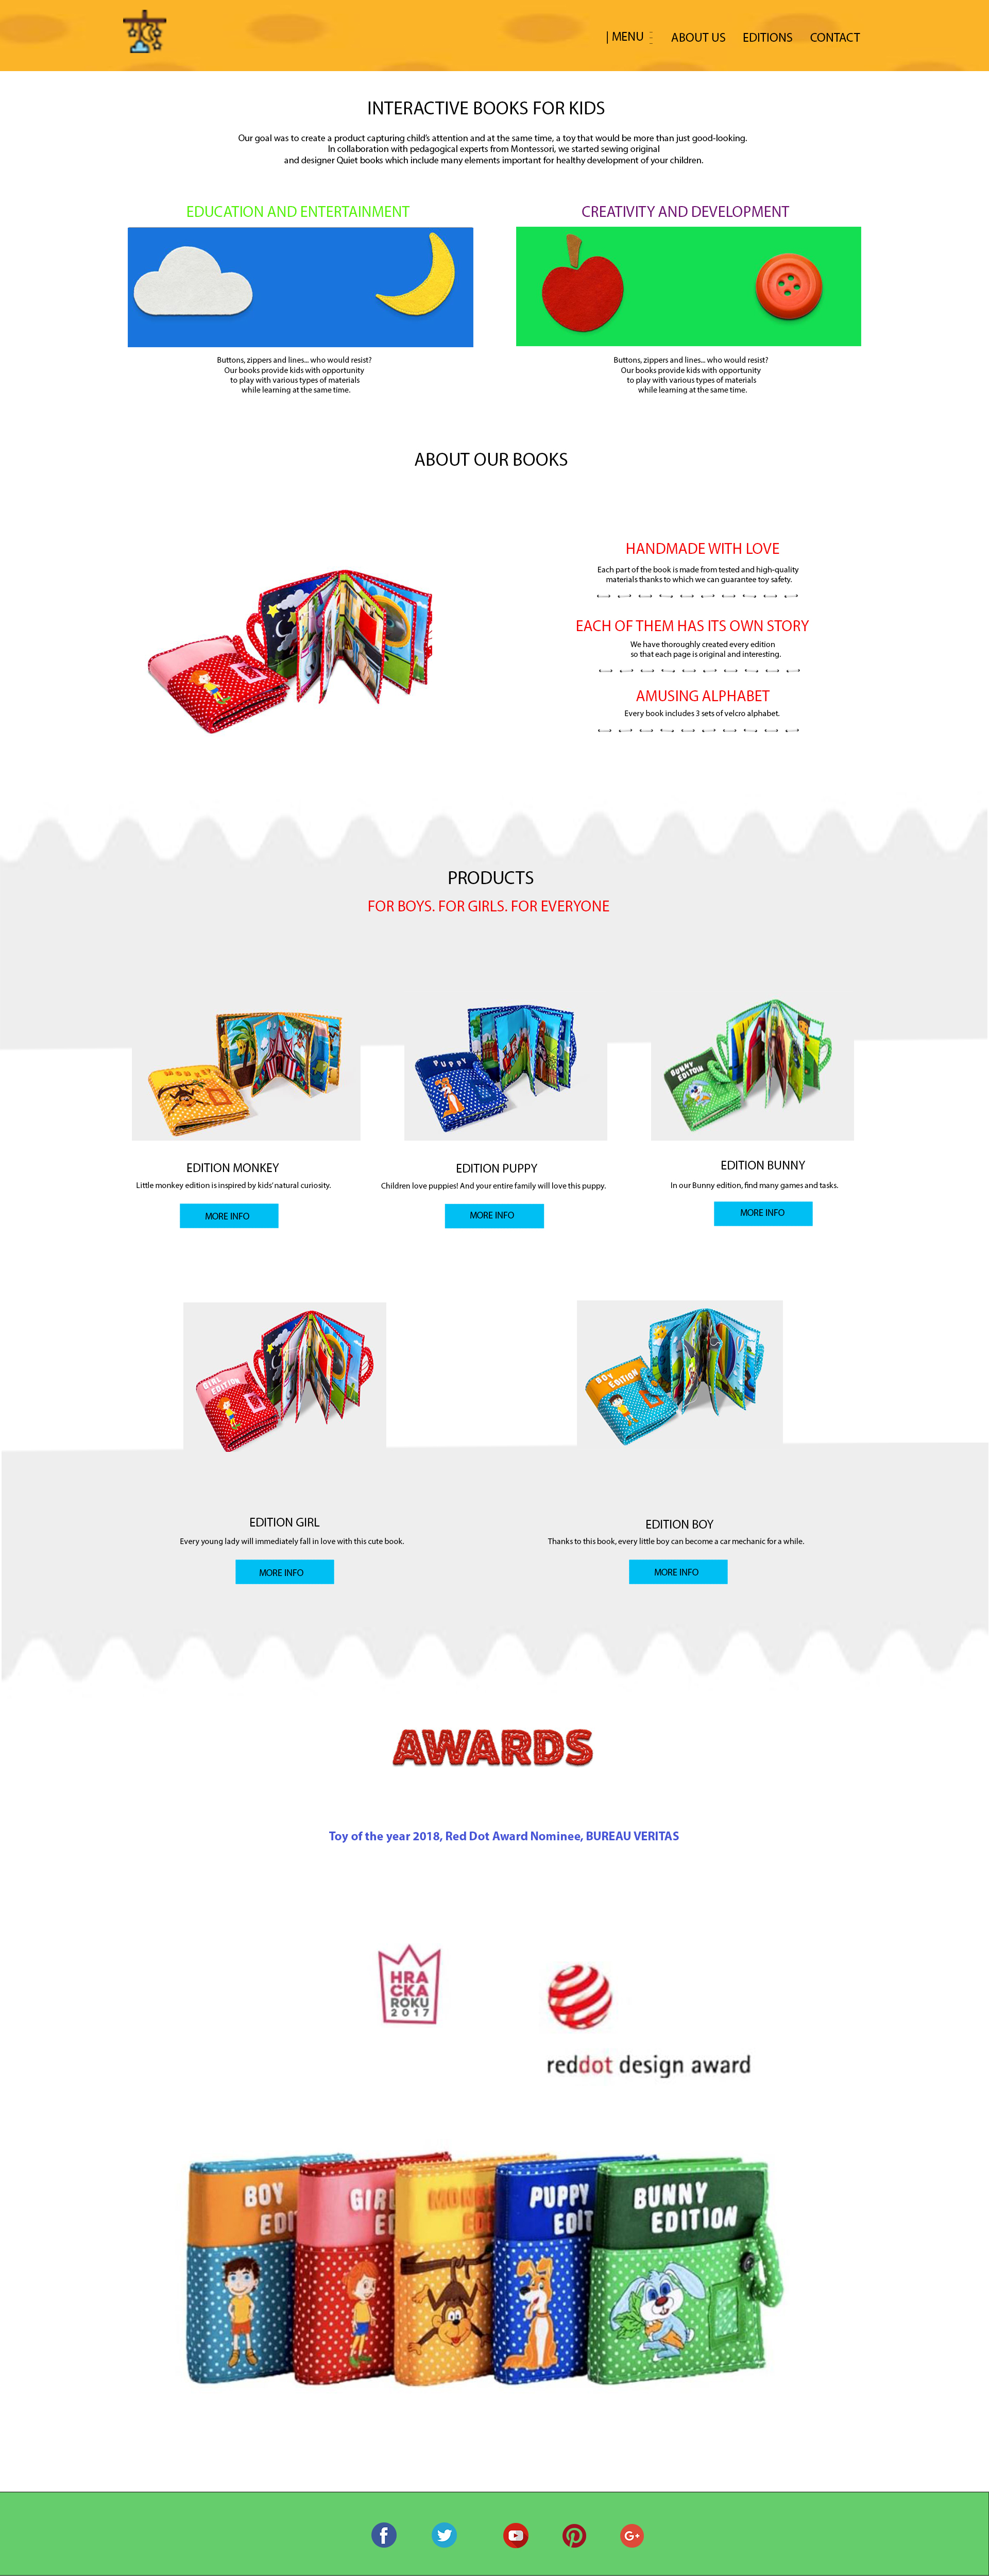 | MENU
ABOUT US
EDITIONS
CONTACT
INTERACTIVE BOOKS FOR KIDS
Our goal was to create a product capturing child's attention and at the same time, a toy that would be more than just good-looking.
In collaboration with pedagogical experts from Montessori, we started sewing original
and designer Quiet books which include many elements important for healthy development of your children.
EDUCATION AND ENTERTAINMENT
Buttons, zippers and lines... who would resist?
Our books provide kids with opportunity
to play with various types of materials
while learning at the same time.
CREATIVITY AND DEVELOPMENT
Buttons, zippers and lines... who would resist?
Our books provide kids with opportunity
to play with various types of materials
while learning at the same time.
ABOUT OUR BOOKS
HANDMADE WITH LOVE
Each part of the book is made from tested and high-quality
materials thanks to which we can guarantee toy safety.
EACH OF THEM HAS ITS OWN STORY
We have thoroughly created every edition
so that each page is original and interesting.
AMUSING ALPHABET
Every book includes 3 sets of velcro alphabet.
PRODUCTS
FOR BOYS. FOR GIRLS. FOR EVERYONE
MONKEY
EDITION MONKEY
Little monkey edition is inspired by kids' natural curiosity.
MORE INFO
PUPPY
EDITION PUPPY
Children love puppies! And your entire family will love this puppy.
MORE INFO
BUNNY
EDITION
EDITION BUNNY
In our Bunny edition, find many games and tasks.
MORE INFO
GIRL
EDITION
EDITION GIRL
Every young lady will immediately fall in love with this cute book.
MORE INFO
BOY
EDITION
EDITION BOY
Thanks to this book, every little boy can become a car mechanic for a while.
MORE INFO
AWARDS
Toy of the year 2018, Red Dot Award Nominee, BUREAU VERITAS
HRA
CKA
ROKU
2017
reddot design award
BOY
EDI
GIRL
ED
MONKE
ED
PUPPY
EDIT
BUNNY
EDITION
f
G+